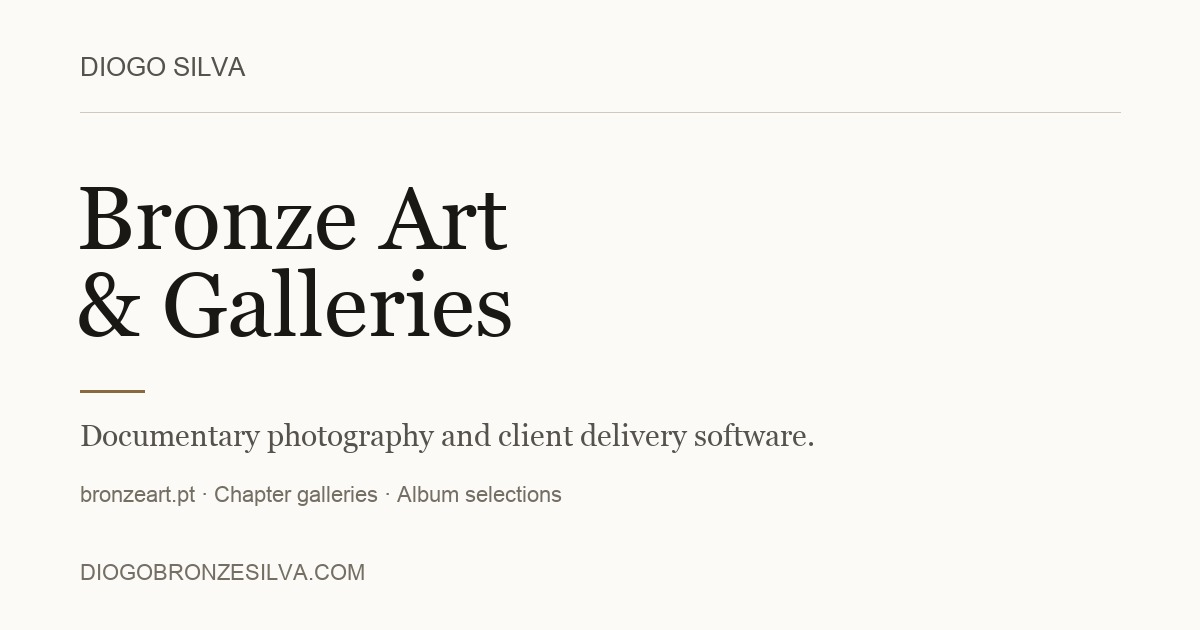 DIOGO SILVA
Bronze Art
& Galleries
Documentary photography and client delivery software.
bronzeart.pt · Chapter galleries · Album selections
DIOGOBRONZESILVA.COM